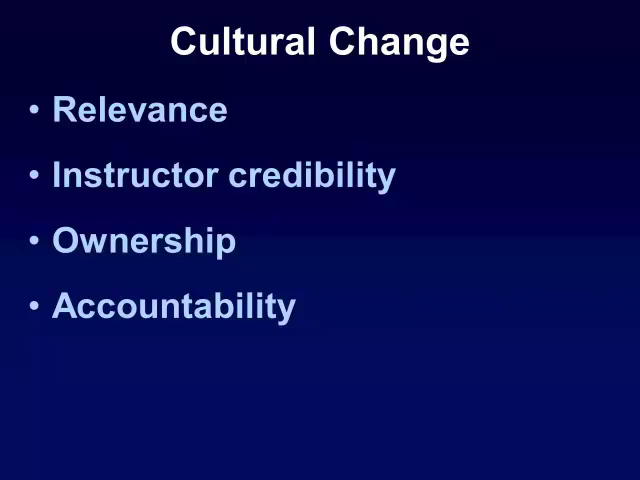 Cultural Change
• Relevance
• Instructor credibility
• Ownership
• Accountability